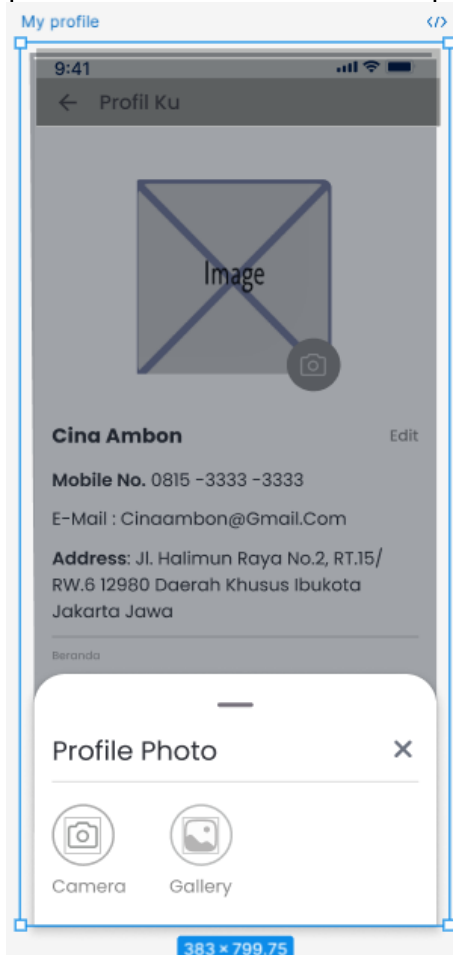 My profile
9:41
Profil Ku
Image
Cina Ambon Edit
Mobile No. 0815 -3333 -3333
E-Mail : Cinaambon@Gmail.Com
Address: Jl. Halimun Raya No.2, RT.15/
RW.6 12980 Daerah Khusus Ibukota
Jakarta Jawa
Beranda
Profile Photo
Camera Gallery
383 × 799.75